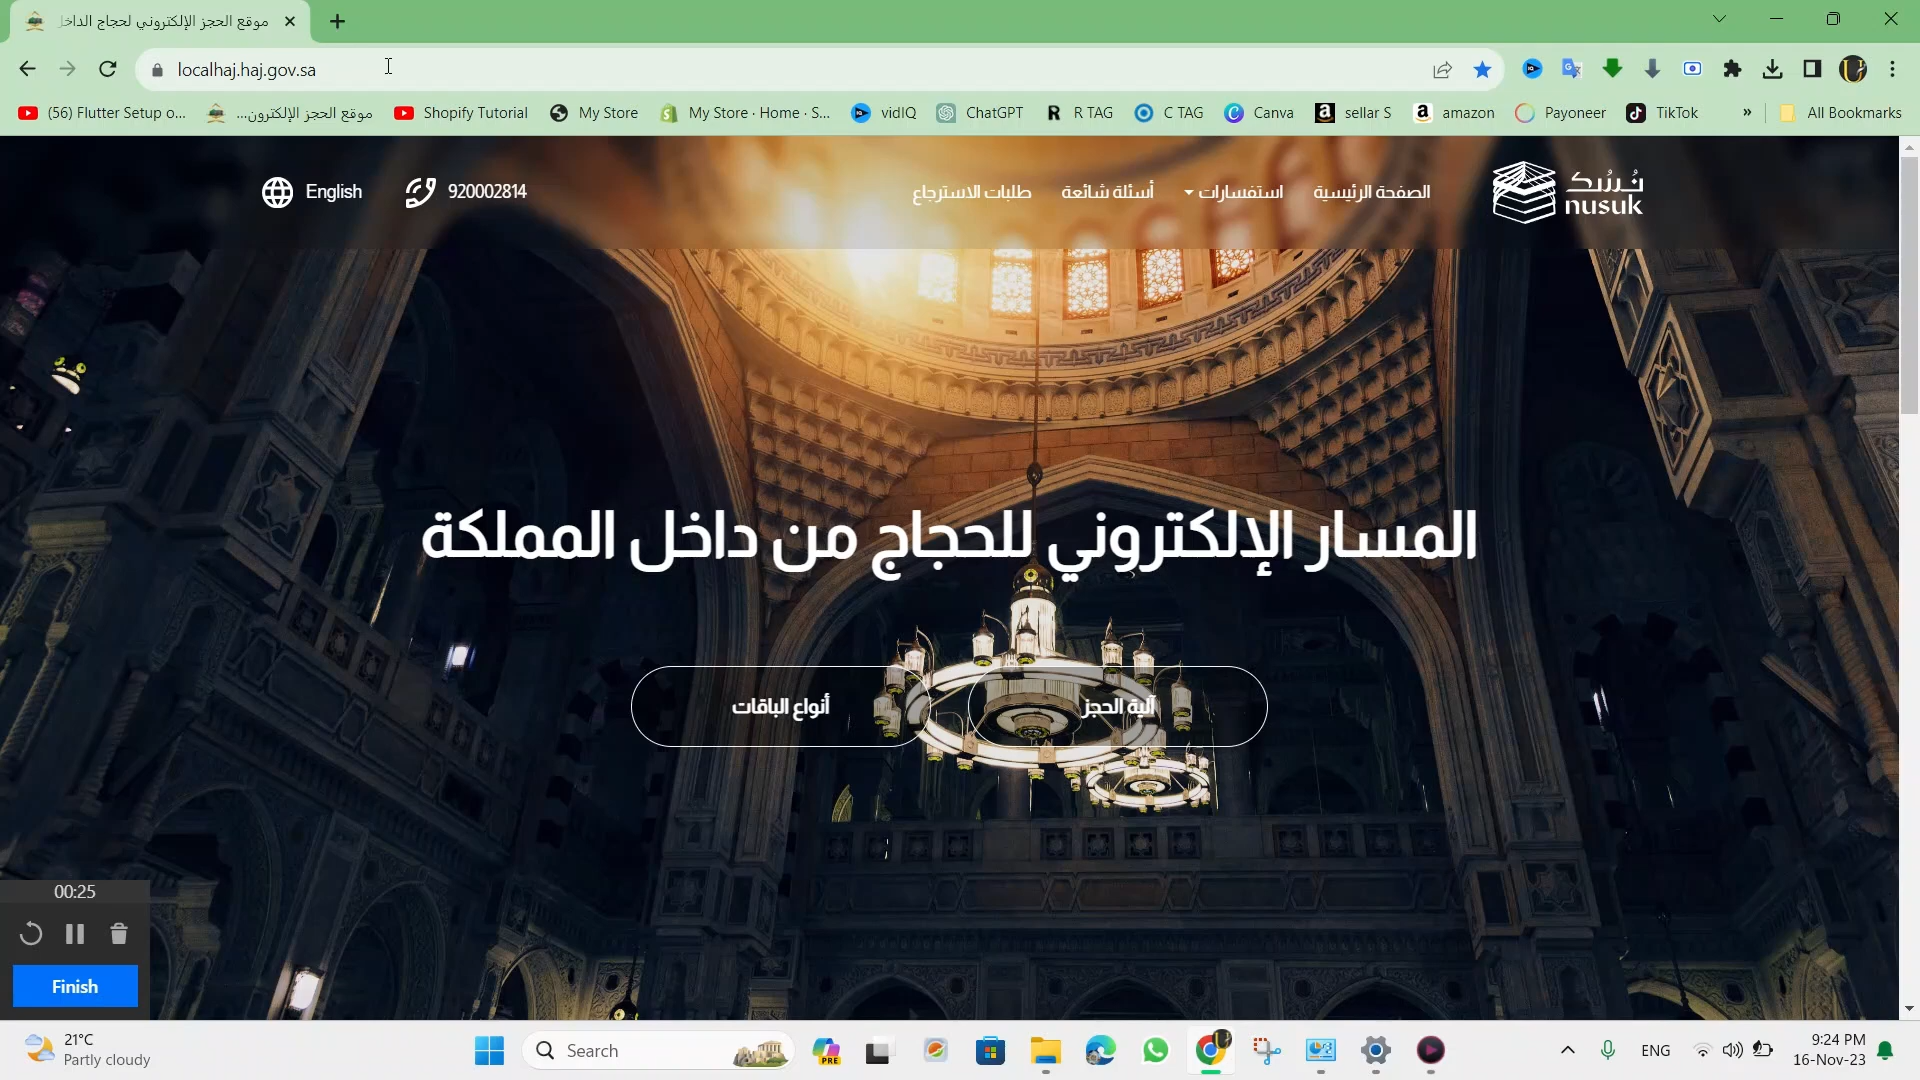 موقع الحجز الإلكتروني لحجاج الداخل
localhaj.haj.gov.sa
(56) Flutter Setup o...
موقع الحجز الإلكترون...
Shopify Tutorial
My Store
My Store · Home · S...
vidIQ
ChatGPT
R TAG
C TAG
Canva
sellar S
amazon
Payoneer
TikTok
»
All Bookmarks
English
920002814
طلبات الاسترجاع
أسئلة شائعة
استفسارات
الصفحة الرئيسية
نُسُك
nusuk
المسار الإلكتروني للحجاج من داخل المملكة
آلية الحجز
أنواع الباقات
00:25
Finish
21°C
Partly cloudy
Search
PRE
ENG
9:24 PM
16-Nov-23